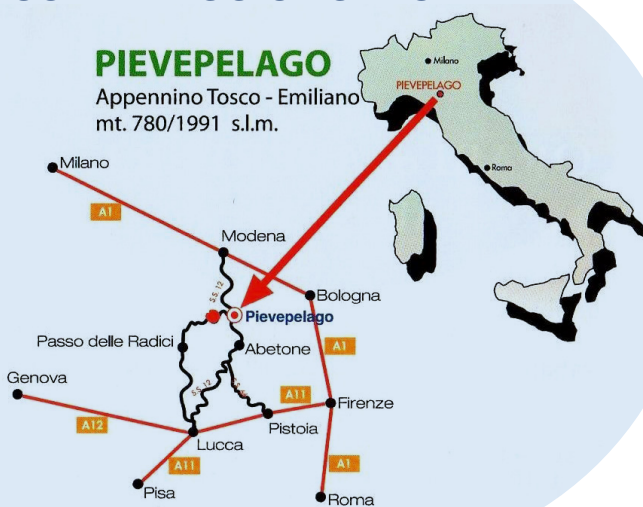 PIEVEPELAGO
Appennino Tosco - Emiliano
mt. 780/1991 s.l.m.
Milano
PIEVEPELAGO
Roma
Milano
A1
Modena
S.S. 12
Bologna
Pievepelago
Passo delle Radici
Abetone
A1
Genova
S.S. 12
A11
Firenze
A12
Pistoia
Lucca
A11
A1
Pisa
Roma